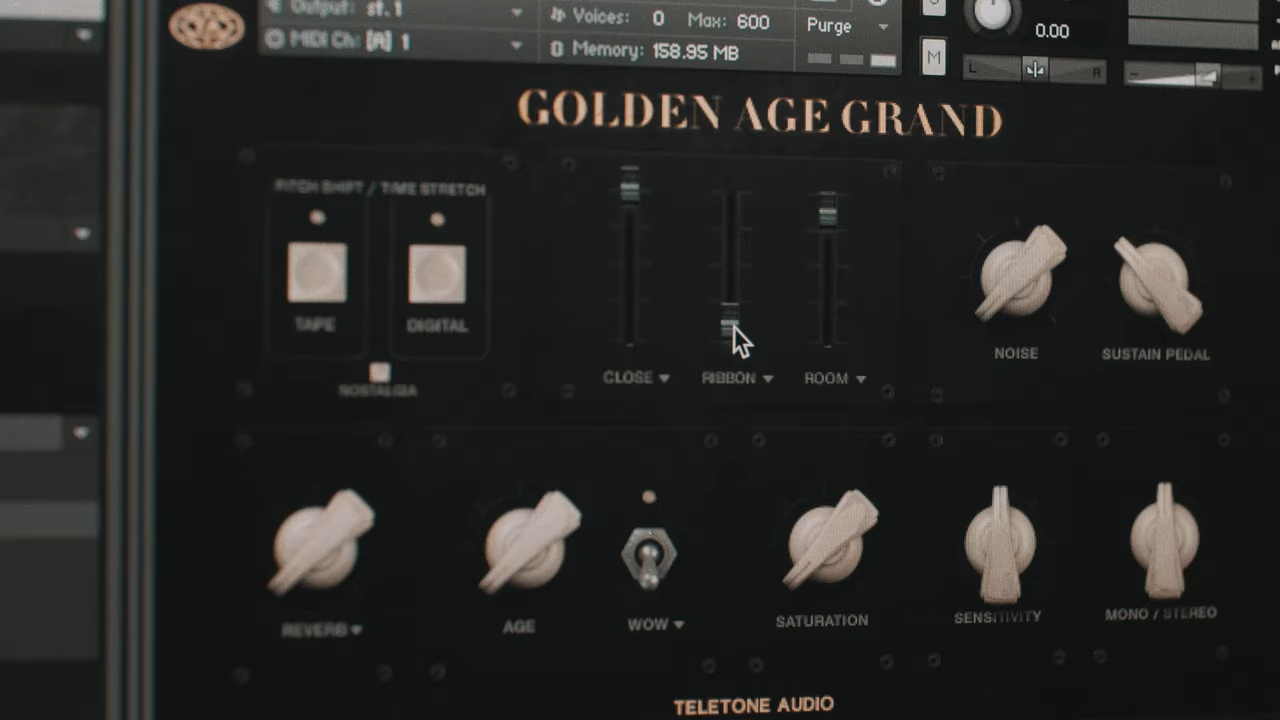 Output: st.1
Voices: 0 Max: 600
Purge
MIDI Ch: [A] 1
Memory: 158.95 MB
M
0.00
L R
- +
GOLDEN AGE GRAND
PITCH SHIFT / TIME STRETCH
TAPE
DIGITAL
NOSTALGIA
CLOSE
RIBBON
ROOM
NOISE
SUSTAIN PEDAL
REVERB
AGE
WOW
SATURATION
SENSITIVITY
MONO / STEREO
TELETONE AUDIO